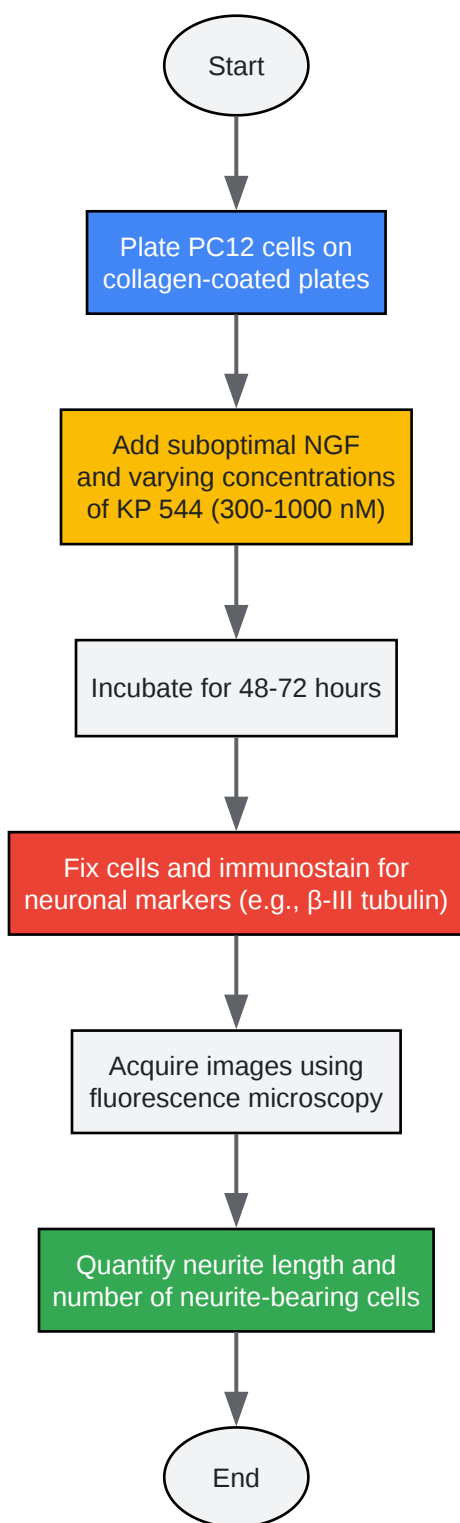 Start
Plate PC12 cells on
collagen-coated plates
Add suboptimal NGF
and varying concentrations
of KP 544 (300-1000 nM)
Incubate for 48-72 hours
Fix cells and immunostain for
neuronal markers (e.g., β-III tubulin)
Acquire images using
fluorescence microscopy
Quantify neurite length and
number of neurite-bearing cells
End